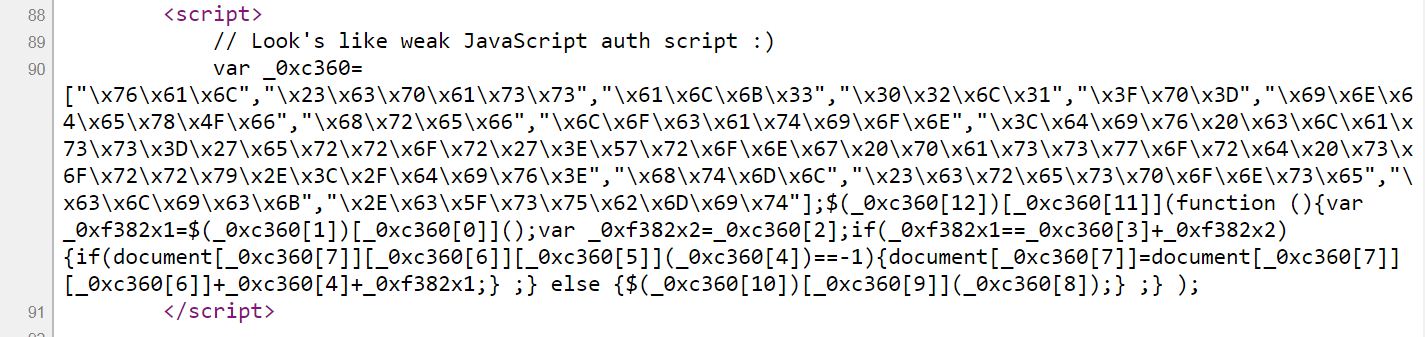 88 <script>
89 // Look's like weak JavaScript auth script :)
90 var _0xc360=
["\x76\x61\x6C","\x23\x63\x70\x61\x73\x73","\x61\x6C\x6B\x33","\x30\x32\x6C\x31","\x3F\x70\x3D","\x69\x6E\x6
4\x65\x78\x4F\x66","\x68\x72\x65\x66","\x6C\x6F\x63\x61\x74\x69\x6F\x6E","\x3C\x64\x69\x76\x20\x63\x6C\x61\x
73\x73\x3D\x27\x65\x72\x72\x6F\x72\x27\x3E\x57\x72\x6F\x6E\x67\x20\x70\x61\x73\x73\x77\x6F\x72\x64\x20\x73\x
6F\x72\x72\x79\x2E\x3C\x2F\x64\x69\x76\x3E","\x68\x74\x6D\x6C","\x23\x63\x72\x65\x73\x70\x6F\x6E\x73\x65","\
x63\x6C\x69\x63\x6B","\x2E\x63\x5F\x73\x75\x62\x6D\x69\x74"];$(_0xc360[12])[_0xc360[11]](function (){var
_0xf382x1=$(_0xc360[1])[_0xc360[0]]();var _0xf382x2=_0xc360[2];if(_0xf382x1==_0xc360[3]+_0xf382x2)
{if(document[_0xc360[7]][_0xc360[6]][_0xc360[5]](_0xc360[4])==-1){document[_0xc360[7]]=document[_0xc360[7]]
[_0xc360[6]]+_0xc360[4]+_0xf382x1;} ;} else {$(_0xc360[10])[_0xc360[9]](_0xc360[8]);} ;} );
91 </script>